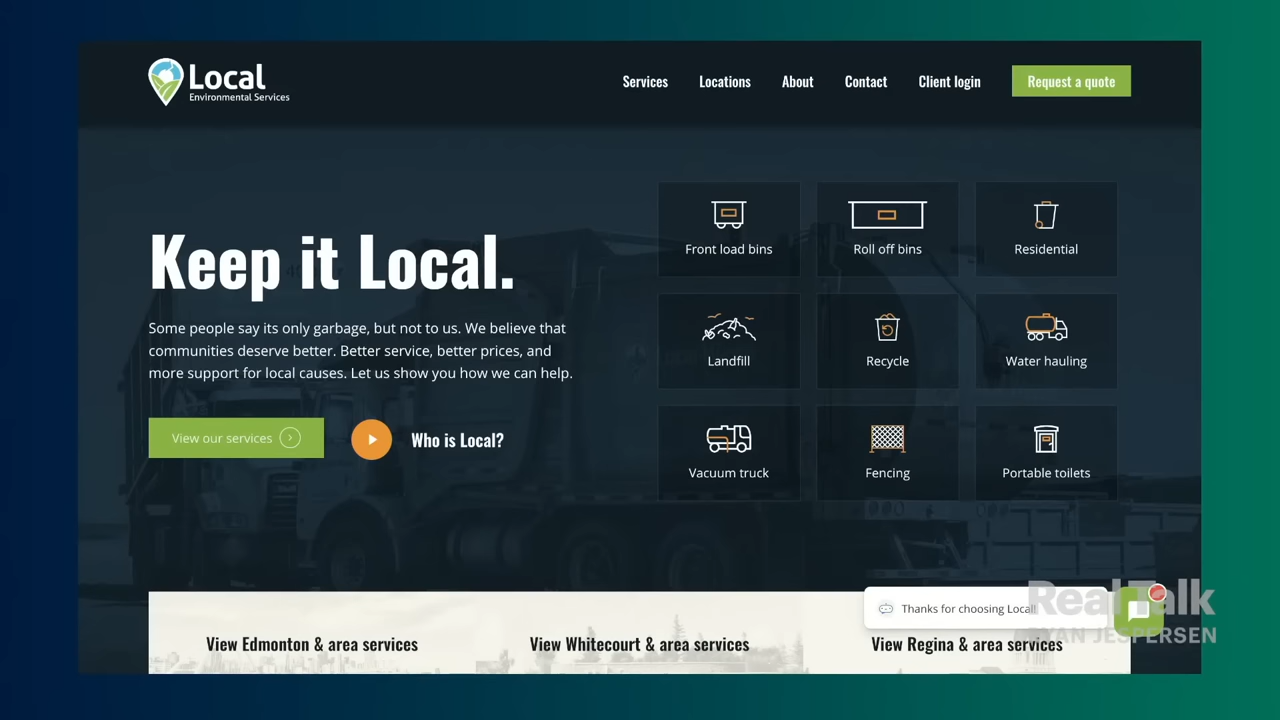 Local
Environmental Services
Services
Locations
About
Contact
Client login
Request a quote
Keep it Local.
Some people say its only garbage, but not to us. We believe that
communities deserve better. Better service, better prices, and
more support for local causes. Let us show you how we can help.
View our services
Who is Local?
Front load bins
Roll off bins
Residential
Landfill
Recycle
Water hauling
Vacuum truck
Fencing
Portable toilets
Thanks for choosing Local!
Real Talk
RYAN JESPERSEN
View Edmonton & area services
View Whitecourt & area services
View Regina & area services